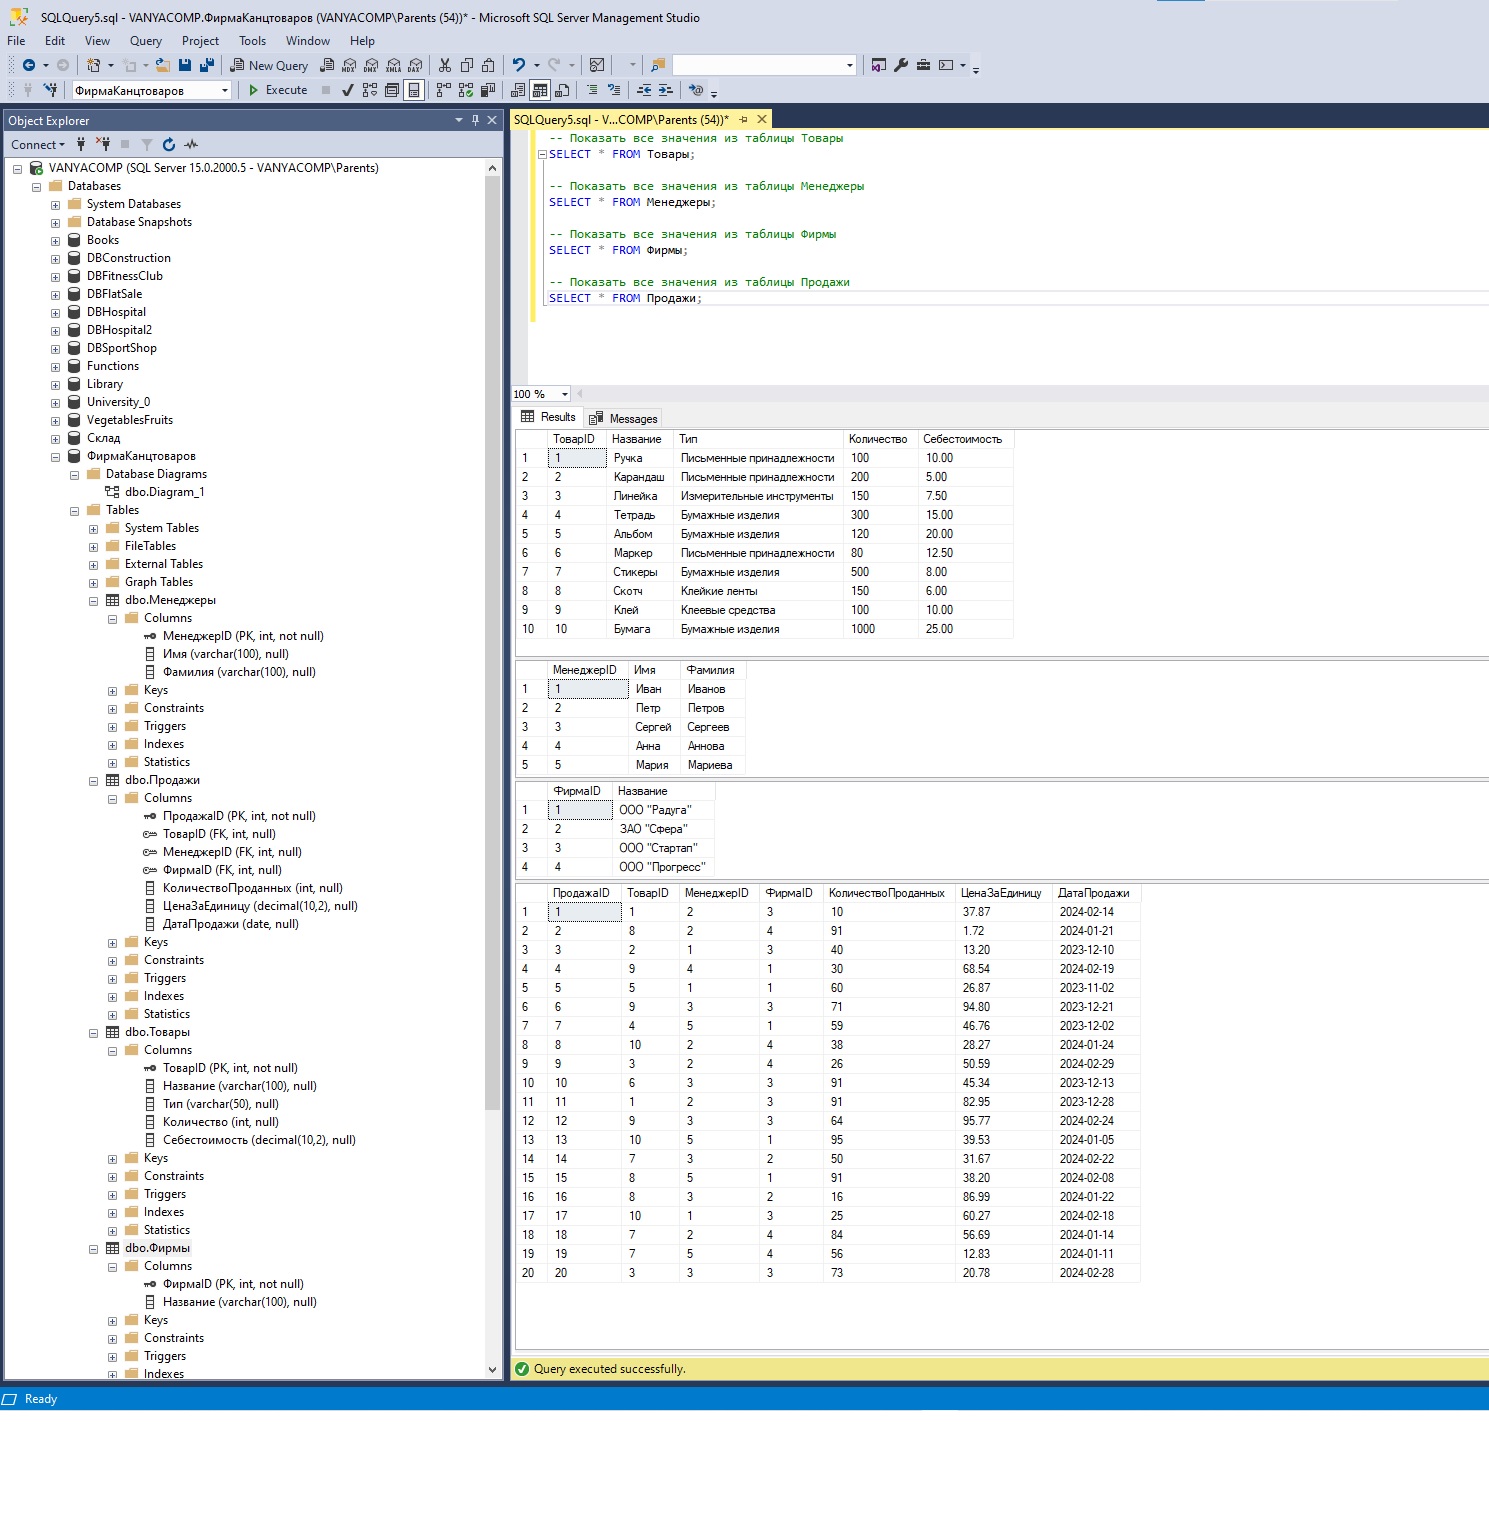 SQLQuery5.sql - VANYACOMP.ФирмаКанцтоваров (VANYACOMP\Parents (54))* - Microsoft SQL Server Management Studio
File Edit View Query Project Tools Window Help
New Query MDX DMX XMLA DAX
ФирмаКанцтоваров Execute
Object Explorer
Connect
VANYACOMP (SQL Server 15.0.2000.5 - VANYACOMP\Parents)
Databases
System Databases
Database Snapshots
Books
DBConstruction
DBFitnessClub
DBFlatSale
DBHospital
DBHospital2
DBSportShop
Functions
Library
University_0
VegetablesFruits
Склад
ФирмаКанцтоваров
Database Diagrams
dbo.Diagram_1
Tables
System Tables
FileTables
External Tables
Graph Tables
dbo.Менеджеры
Columns
МенеджерID (PK, int, not null)
Имя (varchar(100), null)
Фамилия (varchar(100), null)
Keys
Constraints
Triggers
Indexes
Statistics
dbo.Продажи
Columns
ПродажаID (PK, int, not null)
ТоварID (FK, int, null)
МенеджерID (FK, int, null)
ФирмаID (FK, int, null)
КоличествоПроданных (int, null)
ЦенаЗаЕдиницу (decimal(10,2), null)
ДатаПродажи (date, null)
Keys
Constraints
Triggers
Indexes
Statistics
dbo.Товары
Columns
ТоварID (PK, int, not null)
Название (varchar(100), null)
Тип (varchar(50), null)
Количество (int, null)
Себестоимость (decimal(10,2), null)
Keys
Constraints
Triggers
Indexes
Statistics
dbo.Фирмы
Columns
ФирмаID (PK, int, not null)
Название (varchar(100), null)
Keys
Constraints
Triggers
Indexes
SQLQuery5.sql - V...COMP\Parents (54))*
-- Показать все значения из таблицы Товары
SELECT * FROM Товары;
-- Показать все значения из таблицы Менеджеры
SELECT * FROM Менеджеры;
-- Показать все значения из таблицы Фирмы
SELECT * FROM Фирмы;
-- Показать все значения из таблицы Продажи
SELECT * FROM Продажи;
100 %
Results Messages
ТоварID Название Тип Количество Себестоимость
1 1 Ручка Письменные принадлежности 100 10.00
2 2 Карандаш Письменные принадлежности 200 5.00
3 3 Линейка Измерительные инструменты 150 7.50
4 4 Тетрадь Бумажные изделия 300 15.00
5 5 Альбом Бумажные изделия 120 20.00
6 6 Маркер Письменные принадлежности 80 12.50
7 7 Стикеры Бумажные изделия 500 8.00
8 8 Скотч Клейкие ленты 150 6.00
9 9 Клей Клеевые средства 100 10.00
10 10 Бумага Бумажные изделия 1000 25.00
МенеджерID Имя Фамилия
1 1 Иван Иванов
2 2 Петр Петров
3 3 Сергей Сергеев
4 4 Анна Аннова
5 5 Мария Мариева
ФирмаID Название
1 1 ООО "Радуга"
2 2 ЗАО "Сфера"
3 3 ООО "Стартап"
4 4 ООО "Прогресс"
ПродажаID ТоварID МенеджерID ФирмаID КоличествоПроданных ЦенаЗаЕдиницу ДатаПродажи
1 1 1 2 3 10 37.87 2024-02-14
2 2 8 2 4 91 1.72 2024-01-21
3 3 2 1 3 40 13.20 2023-12-10
4 4 9 4 1 30 68.54 2024-02-19
5 5 5 1 1 60 26.87 2023-11-02
6 6 9 3 3 71 94.80 2023-12-21
7 7 4 5 1 59 46.76 2023-12-02
8 8 10 2 4 38 28.27 2024-01-24
9 9 3 2 4 26 50.59 2024-02-29
10 10 6 3 3 91 45.34 2023-12-13
11 11 1 2 3 91 82.95 2023-12-28
12 12 9 3 3 64 95.77 2024-02-24
13 13 10 5 1 95 39.53 2024-01-05
14 14 7 3 2 50 31.67 2024-02-22
15 15 8 5 1 91 38.20 2024-02-08
16 16 8 3 2 16 86.99 2024-01-22
17 17 10 1 3 25 60.27 2024-02-18
18 18 7 2 4 84 56.69 2024-01-14
19 19 7 5 4 56 12.83 2024-01-11
20 20 3 3 3 73 20.78 2024-02-28
Query executed successfully.
Ready